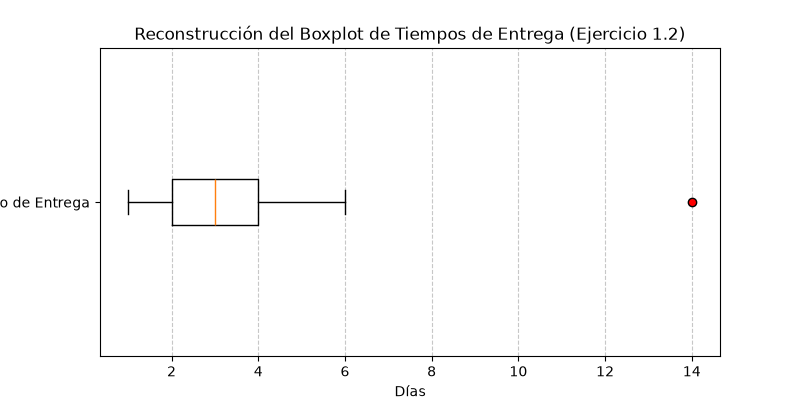 Reconstrucción del Boxplot de Tiempos de Entrega (Ejercicio 1.2)
o de Entrega
2 4 6 8 10 12 14
Días